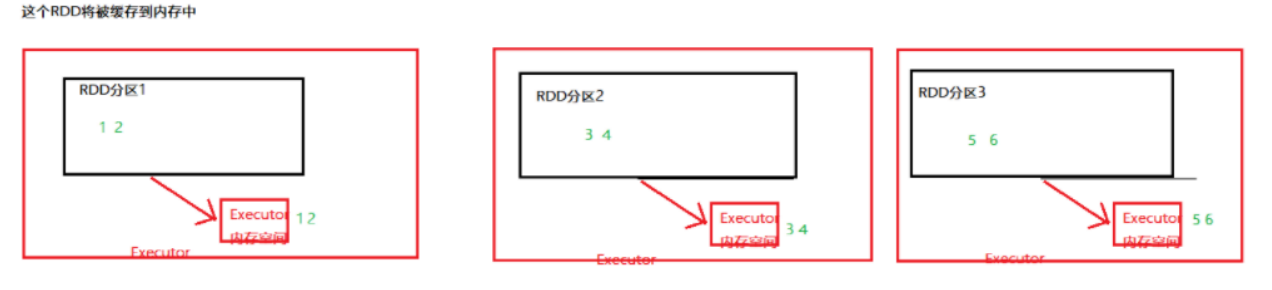 这个RDD将被缓存到内存中
RDD分区1
1 2
Executor
内存空间
1 2
Executor
RDD分区2
3 4
Executor
内存空间
3 4
Executor
RDD分区3
5 6
Executor
内存空间
5 6
Executor